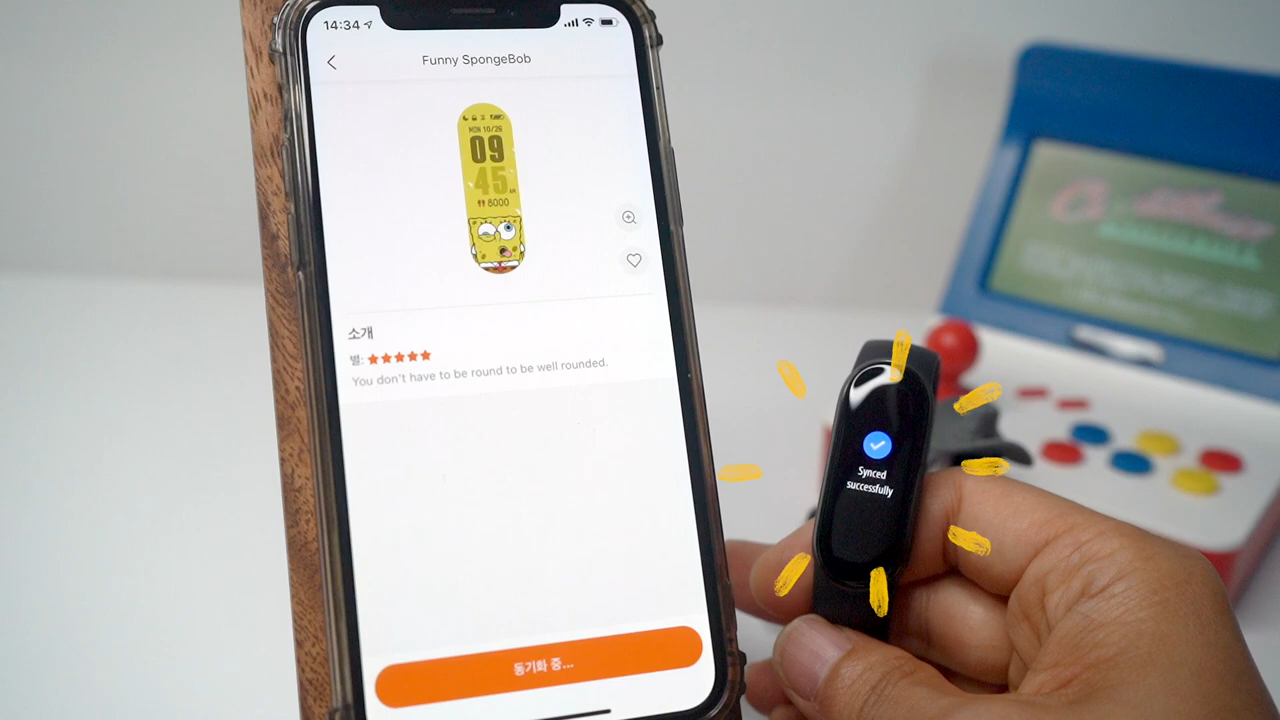 14:34
Funny SpongeBob
MON 10/26
09
45
AM
8000
소개
별:
You don't have to be round to be well rounded.
동기화 중...
Synced
successfully